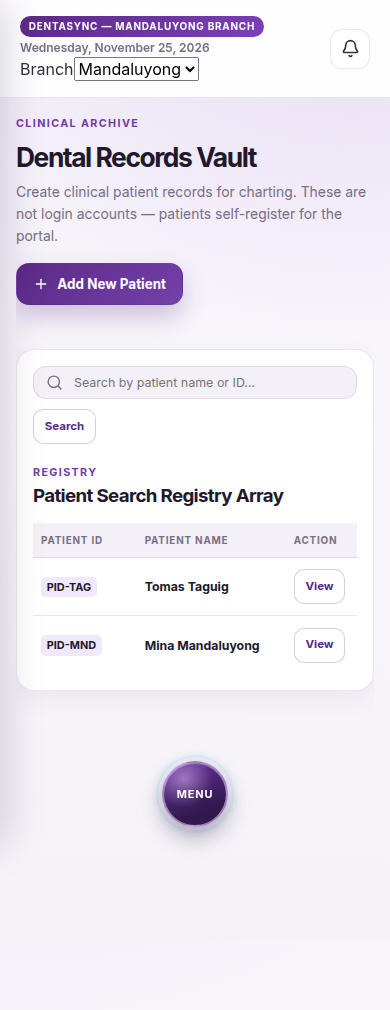 DENTASYNC — MANDALUYONG BRANCH
Wednesday, November 25, 2026
Branch Mandaluyong
CLINICAL ARCHIVE
Dental Records Vault
Create clinical patient records for charting. These are
not login accounts — patients self-register for the
portal.
+ Add New Patient
Search by patient name or ID...
Search
REGISTRY
Patient Search Registry Array
PATIENT ID PATIENT NAME ACTION
PID-TAG Tomas Taguig View
PID-MND Mina Mandaluyong View
MENU